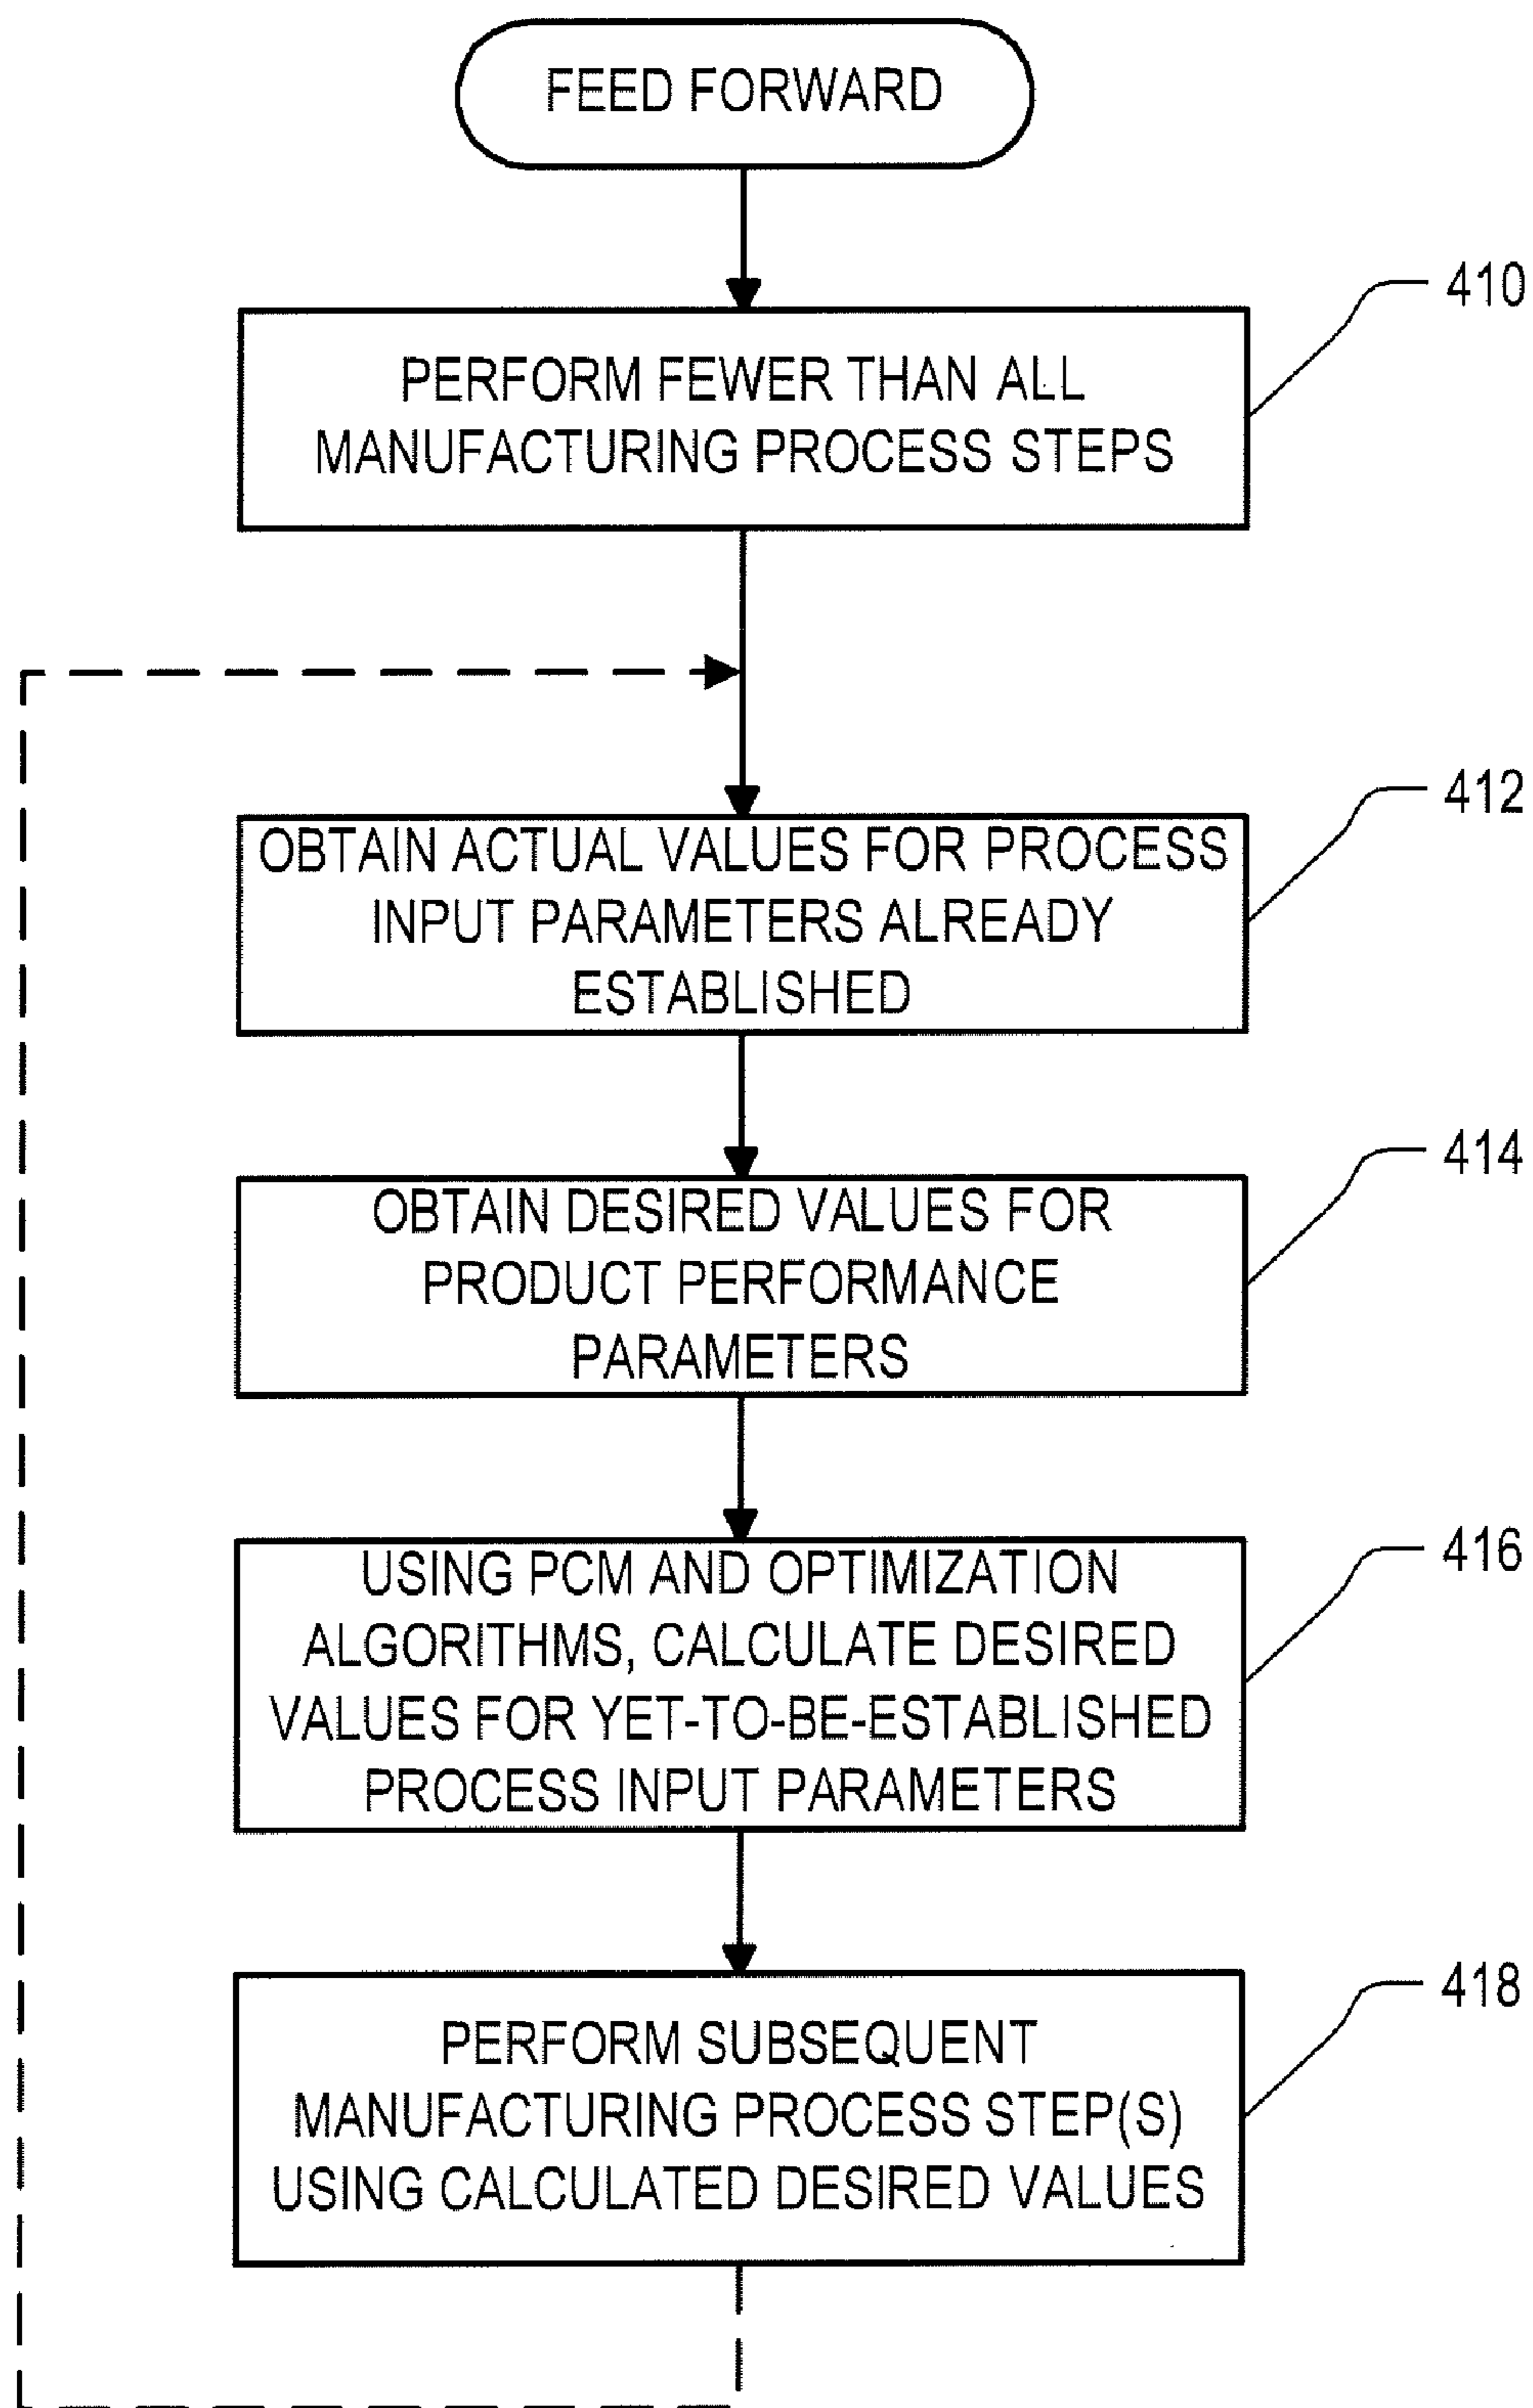 FEED FORWARD
410
PERFORM FEWER THAN ALL
MANUFACTURING PROCESS STEPS
412
OBTAIN ACTUAL VALUES FOR PROCESS
INPUT PARAMETERS ALREADY
ESTABLISHED
414
OBTAIN DESIRED VALUES FOR
PRODUCT PERFORMANCE
PARAMETERS
416
USING PCM AND OPTIMIZATION
ALGORITHMS, CALCULATE DESIRED
VALUES FOR YET-TO-BE-ESTABLISHED
PROCESS INPUT PARAMETERS
418
PERFORM SUBSEQUENT
MANUFACTURING PROCESS STEP(S)
USING CALCULATED DESIRED VALUES